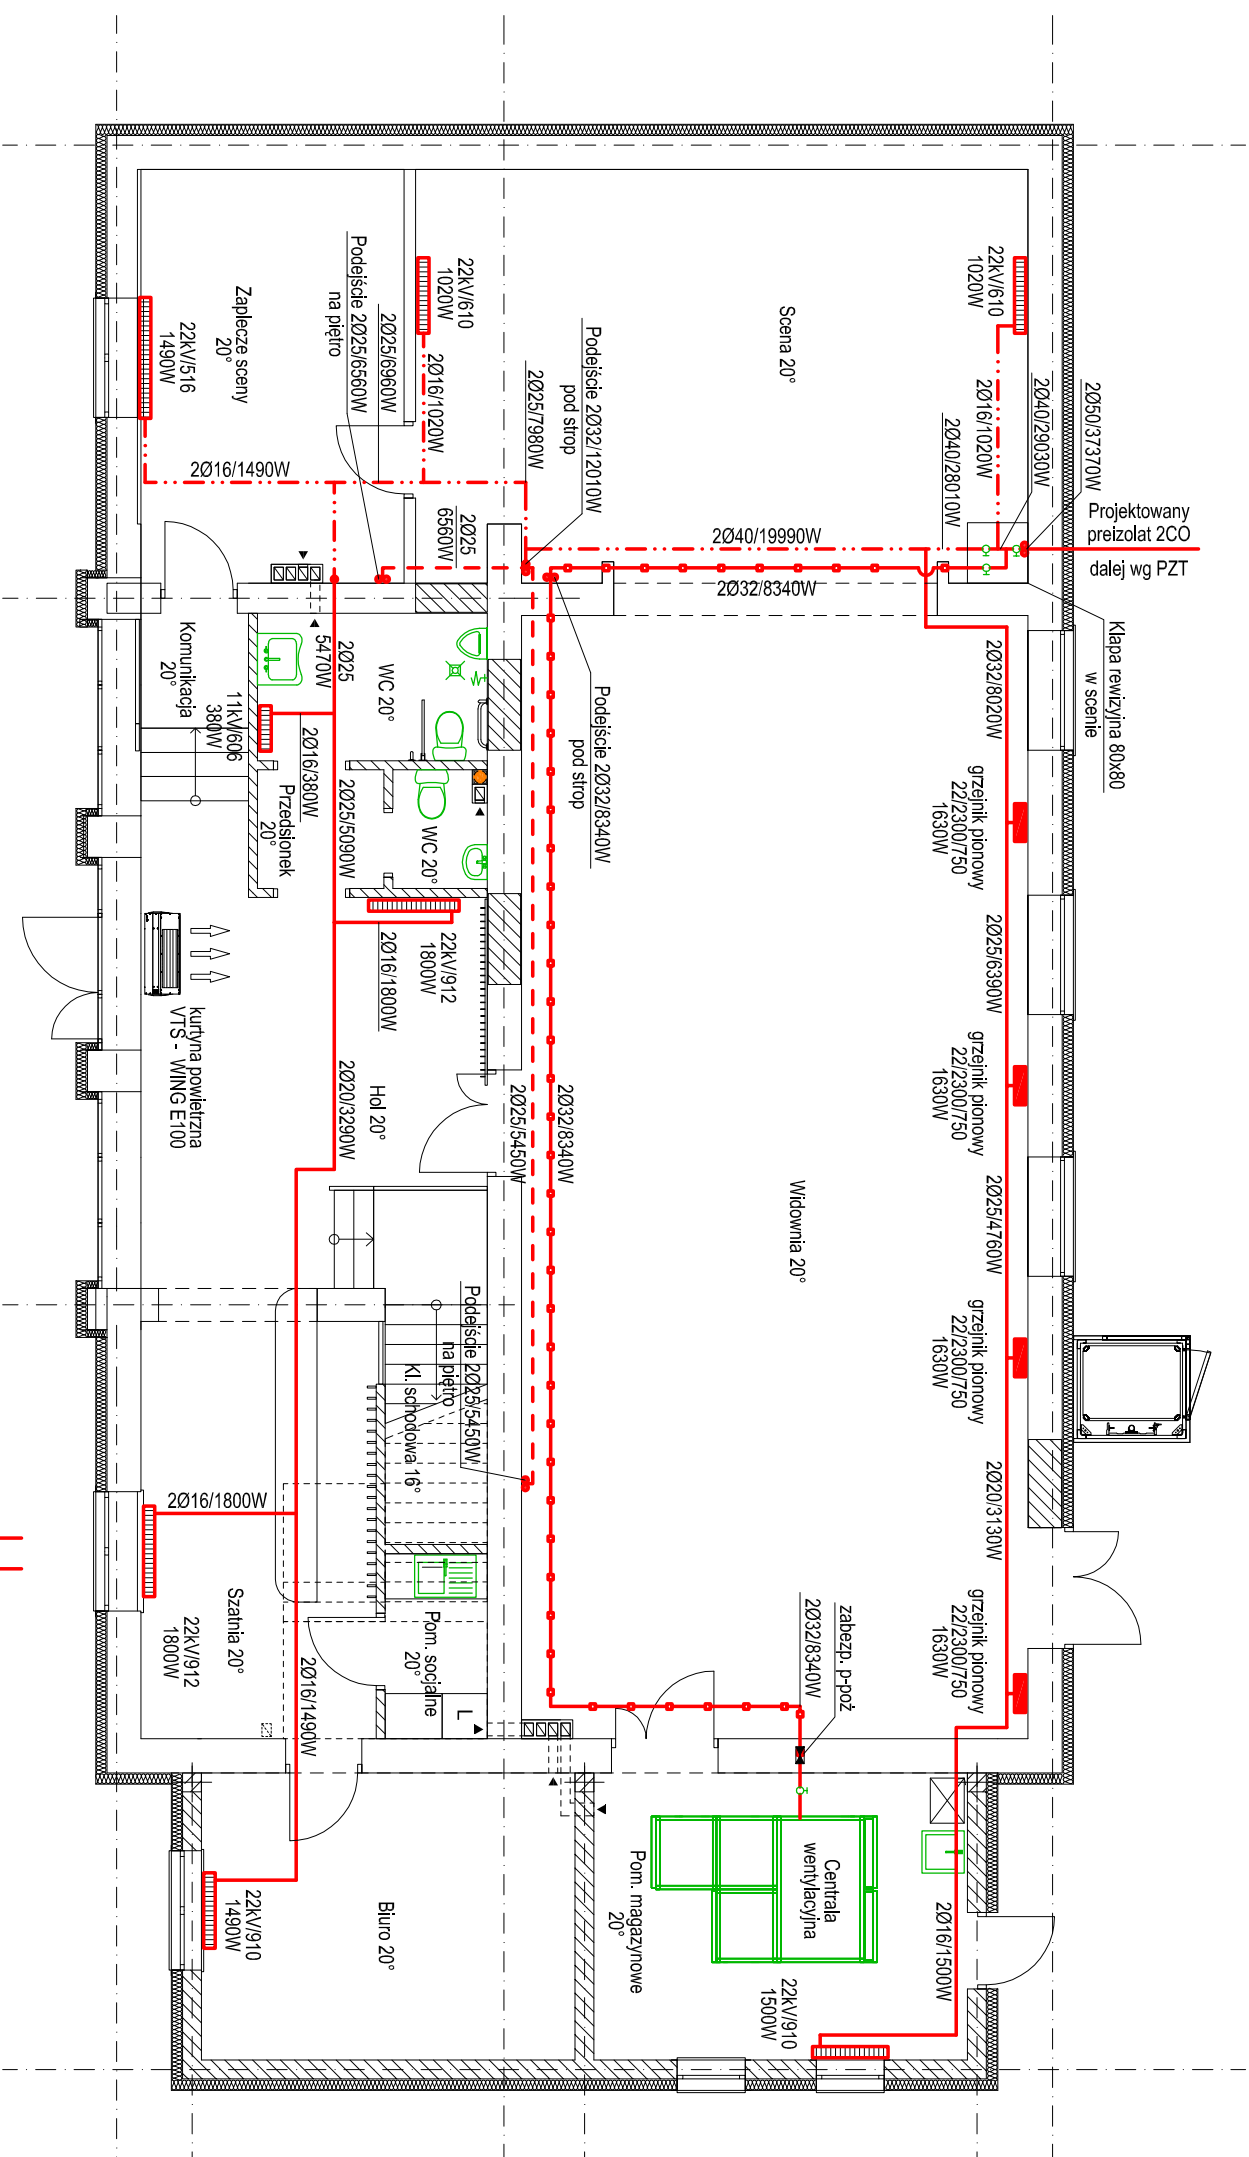 Projektowany
preizolat 2CO
dalej wg PZT
2Ø50/37370W
2Ø40/29030W
2Ø16/1020W
2Ø40/28010W
Klapa rewizyjna 80x80
w scenie
22kV/610
1020W
Scena 20°
22kV/610
1020W
2Ø16/1020W
2Ø25/6960W
Podejście 2Ø25/6560W
na piętro
Zaplecze sceny
20°
22kV/516
1490W
2Ø16/1490W
Podejście 2Ø32/12010W
pod strop
2Ø25/7980W
2Ø25
6560W
2Ø40/19990W
2Ø32/8340W
2Ø32/8020W
grzejnik pionowy
22/2300/750
1630W
2Ø25/6390W
grzejnik pionowy
22/2300/750
1630W
2Ø25/4760W
grzejnik pionowy
22/2300/750
1630W
2Ø20/3130W
grzejnik pionowy
22/2300/750
1630W
Podejście 2Ø32/8340W
pod strop
WC 20°
2Ø25
5470W
Komunikacja
20°
11kV/606
380W
2Ø16/380W
Przedsionek
20°
2Ø25/5090W
WC 20°
22kV/912
1800W
2Ø16/1800W
kurtyna powietrzna
VTS - WING E100
Hol 20°
2Ø20/3290W
2Ø25/5450W
2Ø32/8340W
Widownia 20°
Podejście 2Ø25/5450W
na piętro
Kl. schodowa 16°
2Ø16/1800W
Szatnia 20°
22kV/912
1800W
Pom. socjalne
20°
L
2Ø16/1490W
zabezp. p-poż
2Ø32/8340W
Centrala
wentylacyjna
Pom. magazynowe
20°
2Ø16/1500W
22kV/910
1500W
Biuro 20°
22kV/910
1490W